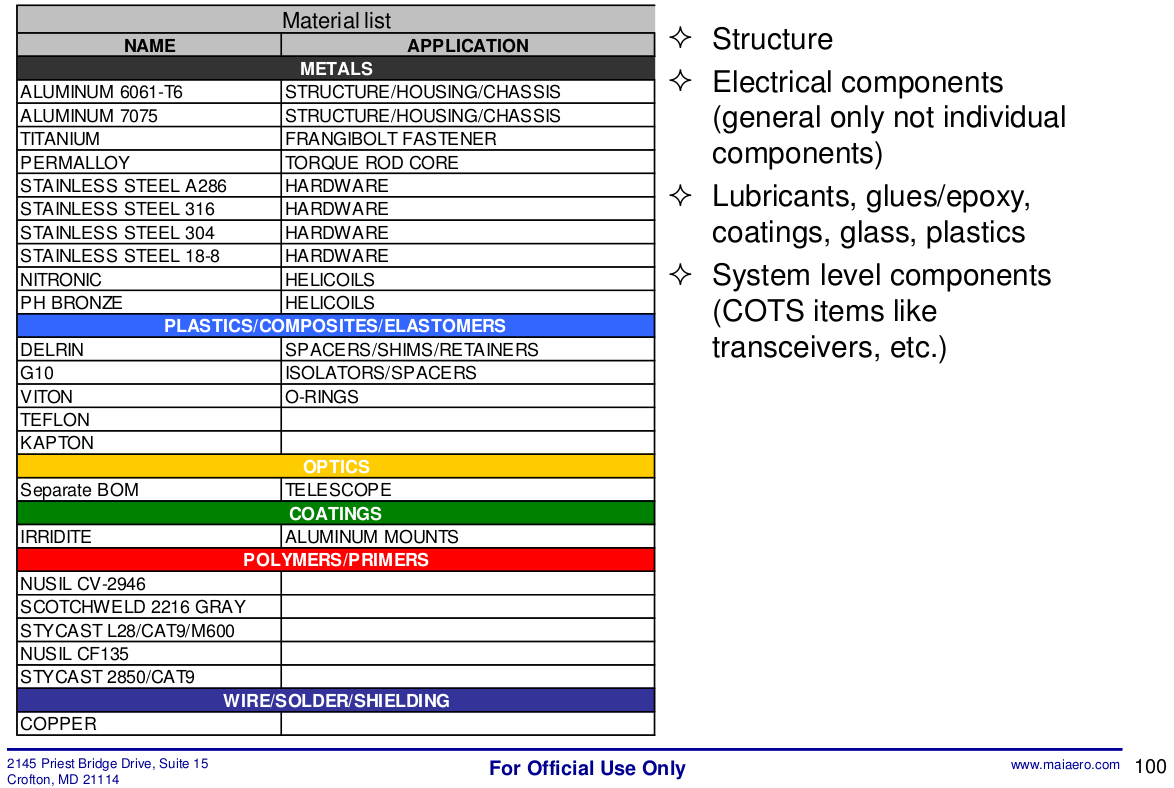 Material list
NAME APPLICATION
METALS
ALUMINUM 6061-T6 STRUCTURE/HOUSING/CHASSIS
ALUMINUM 7075 STRUCTURE/HOUSING/CHASSIS
TITANIUM FRANGIBOLT FASTENER
PERMALLOY TORQUE ROD CORE
STAINLESS STEEL A286 HARDWARE
STAINLESS STEEL 316 HARDWARE
STAINLESS STEEL 304 HARDWARE
STAINLESS STEEL 18-8 HARDWARE
NITRONIC HELICOILS
PH BRONZE HELICOILS
PLASTICS/COMPOSITES/ELASTOMERS
DELRIN SPACERS/SHIMS/RETAINERS
G10 ISOLATORS/SPACERS
VITON O-RINGS
TEFLON
KAPTON
OPTICS
Separate BOM TELESCOPE
COATINGS
IRRIDITE ALUMINUM MOUNTS
POLYMERS/PRIMERS
NUSIL CV-2946
SCOTCHWELD 2216 GRAY
STYCAST L28/CAT9/M600
NUSIL CF135
STYCAST 2850/CAT9
WIRE/SOLDER/SHIELDING
COPPER
Structure
Electrical components
(general only not individual
components)
Lubricants, glues/epoxy,
coatings, glass, plastics
System level components
(COTS items like
transceivers, etc.)
2145 Priest Bridge Drive, Suite 15
Crofton, MD 21114
For Official Use Only
www.maiaero.com 100